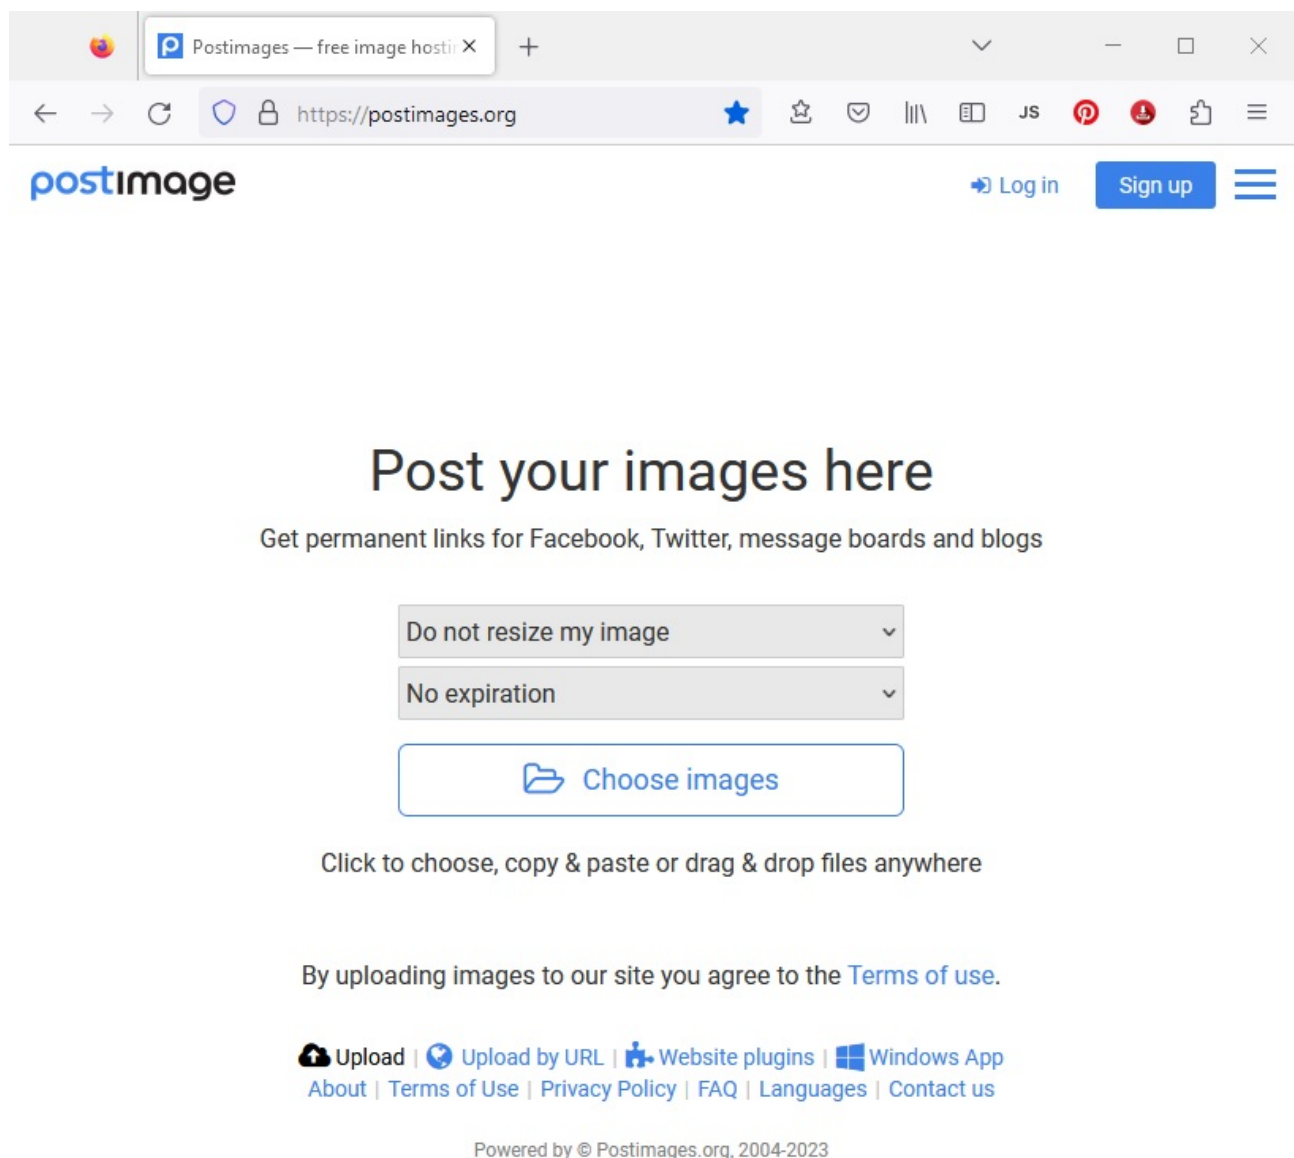 Postimages — free image hostin
https://postimages.org
JS
postimage
Log in
Sign up
Post your images here
Get permanent links for Facebook, Twitter, message boards and blogs
Do not resize my image
No expiration
Choose images
Click to choose, copy & paste or drag & drop files anywhere
By uploading images to our site you agree to the Terms of use.
Upload | Upload by URL | Website plugins | Windows App
About | Terms of Use | Privacy Policy | FAQ | Languages | Contact us
Powered by © Postimages.org, 2004-2023